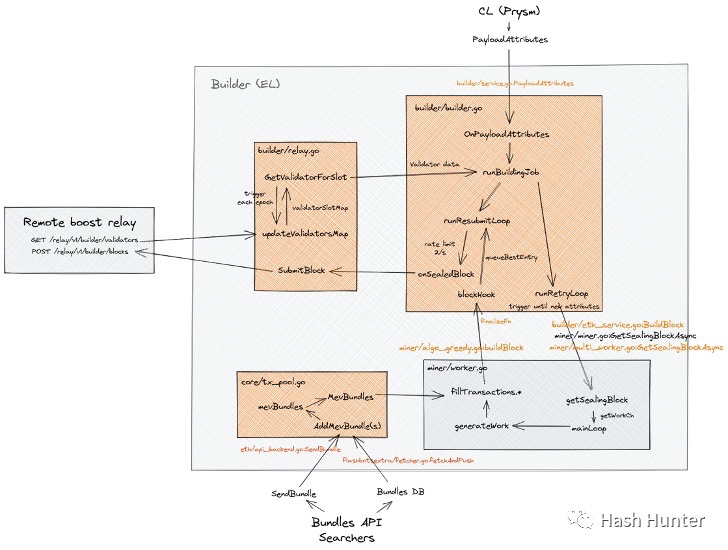 CL (Prysm)
PayloadAttributes
Builder (EL)
builder/service.go:PayloadAttributes
builder/builder.go
OnPayloadAttributes
builder/relay.go
validator data
GetValidatorForSlot
runBuildingJob
trigger
each epoch
validatorSlotMap
Remote boost relay
GET /relay/v1/builder/validators
POST /relay/v1/builder/blocks
updateValidatorsMap
runResubmitLoop
rate limit
2/s
queueBestEntry
SubmitBlock
onSealedBlock
blockHook
runRetryLoop
trigger until new attributes
finalizeFn
builder/eth_service.go:BuildBlock
miner/miner.go:GetSealingBlockAsync
miner/multi_worker.go:GetSealingBlockAsync
miner/algo_greedy.go:buildBlock
miner/worker.go
core/tx_pool.go
MevBundles
mevBundles
AddMevBundle(s)
fillTransactions.*
getSealingBlock
getWorkCh
generateWork
mainLoop
eth/api_backend.go:SendBundle
flashbotsextra/fetcher.go:fetchAndPush
SendBundle
Bundles DB
Bundles API
Searchers
Hash Hunter